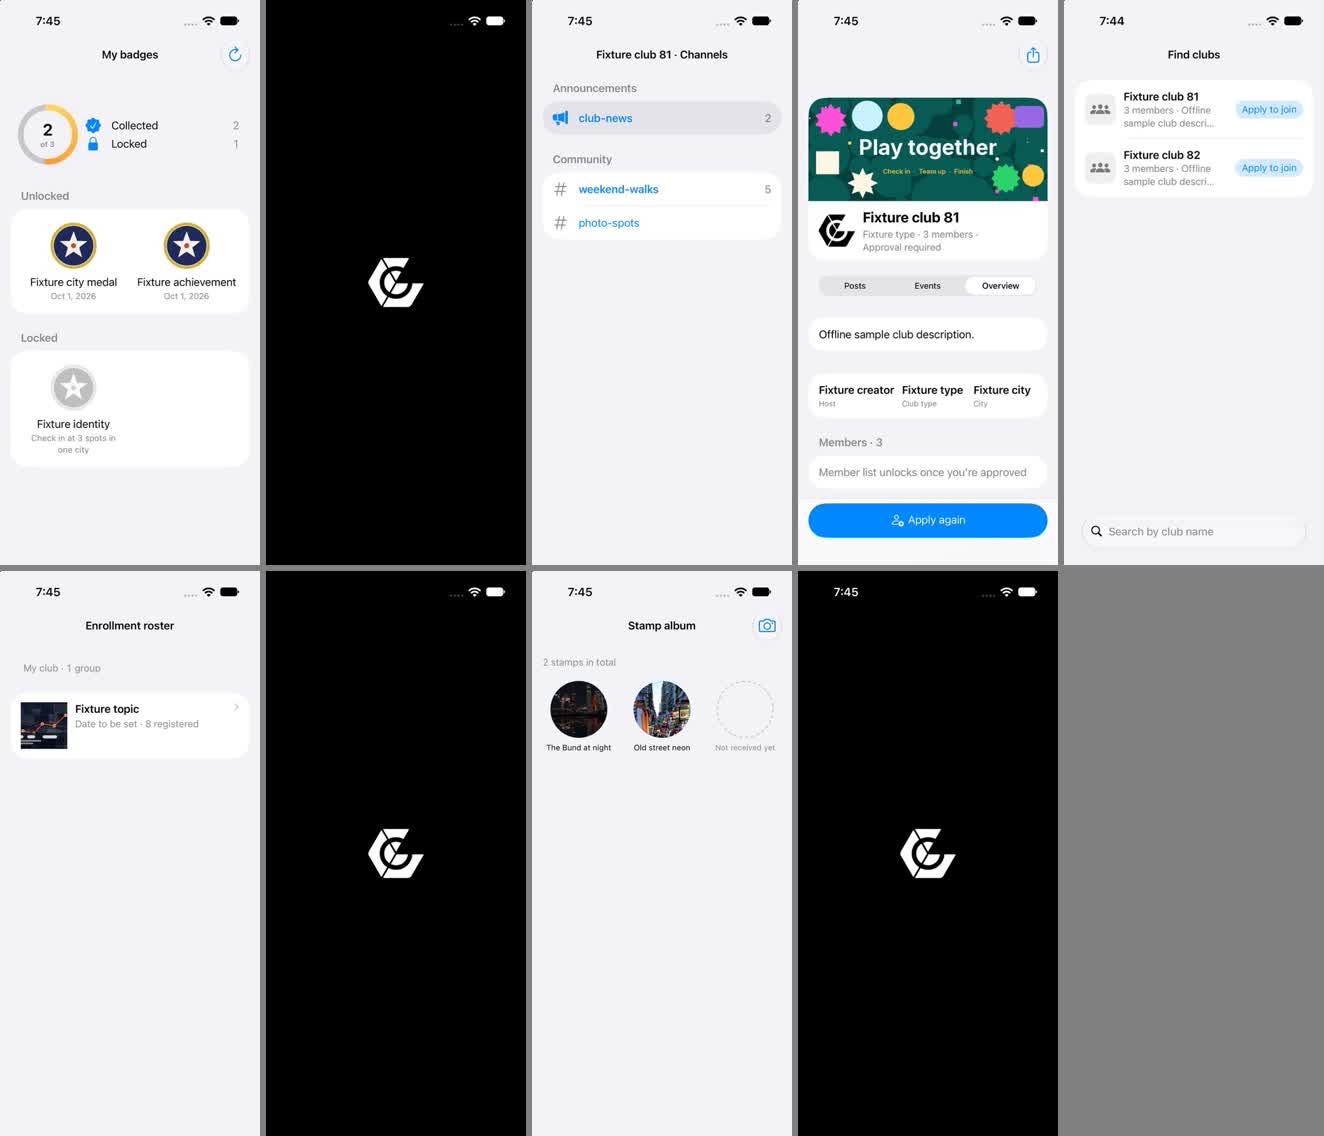 7:45
My badges
2
of 3
Collected 2
Locked 1
Unlocked
Fixture city medal
Oct 1, 2026
Fixture achievement
Oct 1, 2026
Locked
Fixture identity
Check in at 3 spots in
one city
7:45
Fixture club 81 · Channels
Announcements
club-news 2
Community
# weekend-walks 5
# photo-spots
7:45
Play together
Check in · Team up · Finish
Fixture club 81
Fixture type · 3 members ·
Approval required
Posts Events Overview
Offline sample club description.
Fixture creator Fixture type Fixture city
Host Club type City
Members · 3
Member list unlocks once you're approved
Apply again
7:44
Find clubs
Fixture club 81
3 members · Offline
sample club descri...
Apply to join
Fixture club 82
3 members · Offline
sample club descri...
Apply to join
Search by club name
7:45
Enrollment roster
My club · 1 group
Fixture topic
Date to be set · 8 registered
7:45
Stamp album
2 stamps in total
The Bund at night
Old street neon
Not received yet
7:45